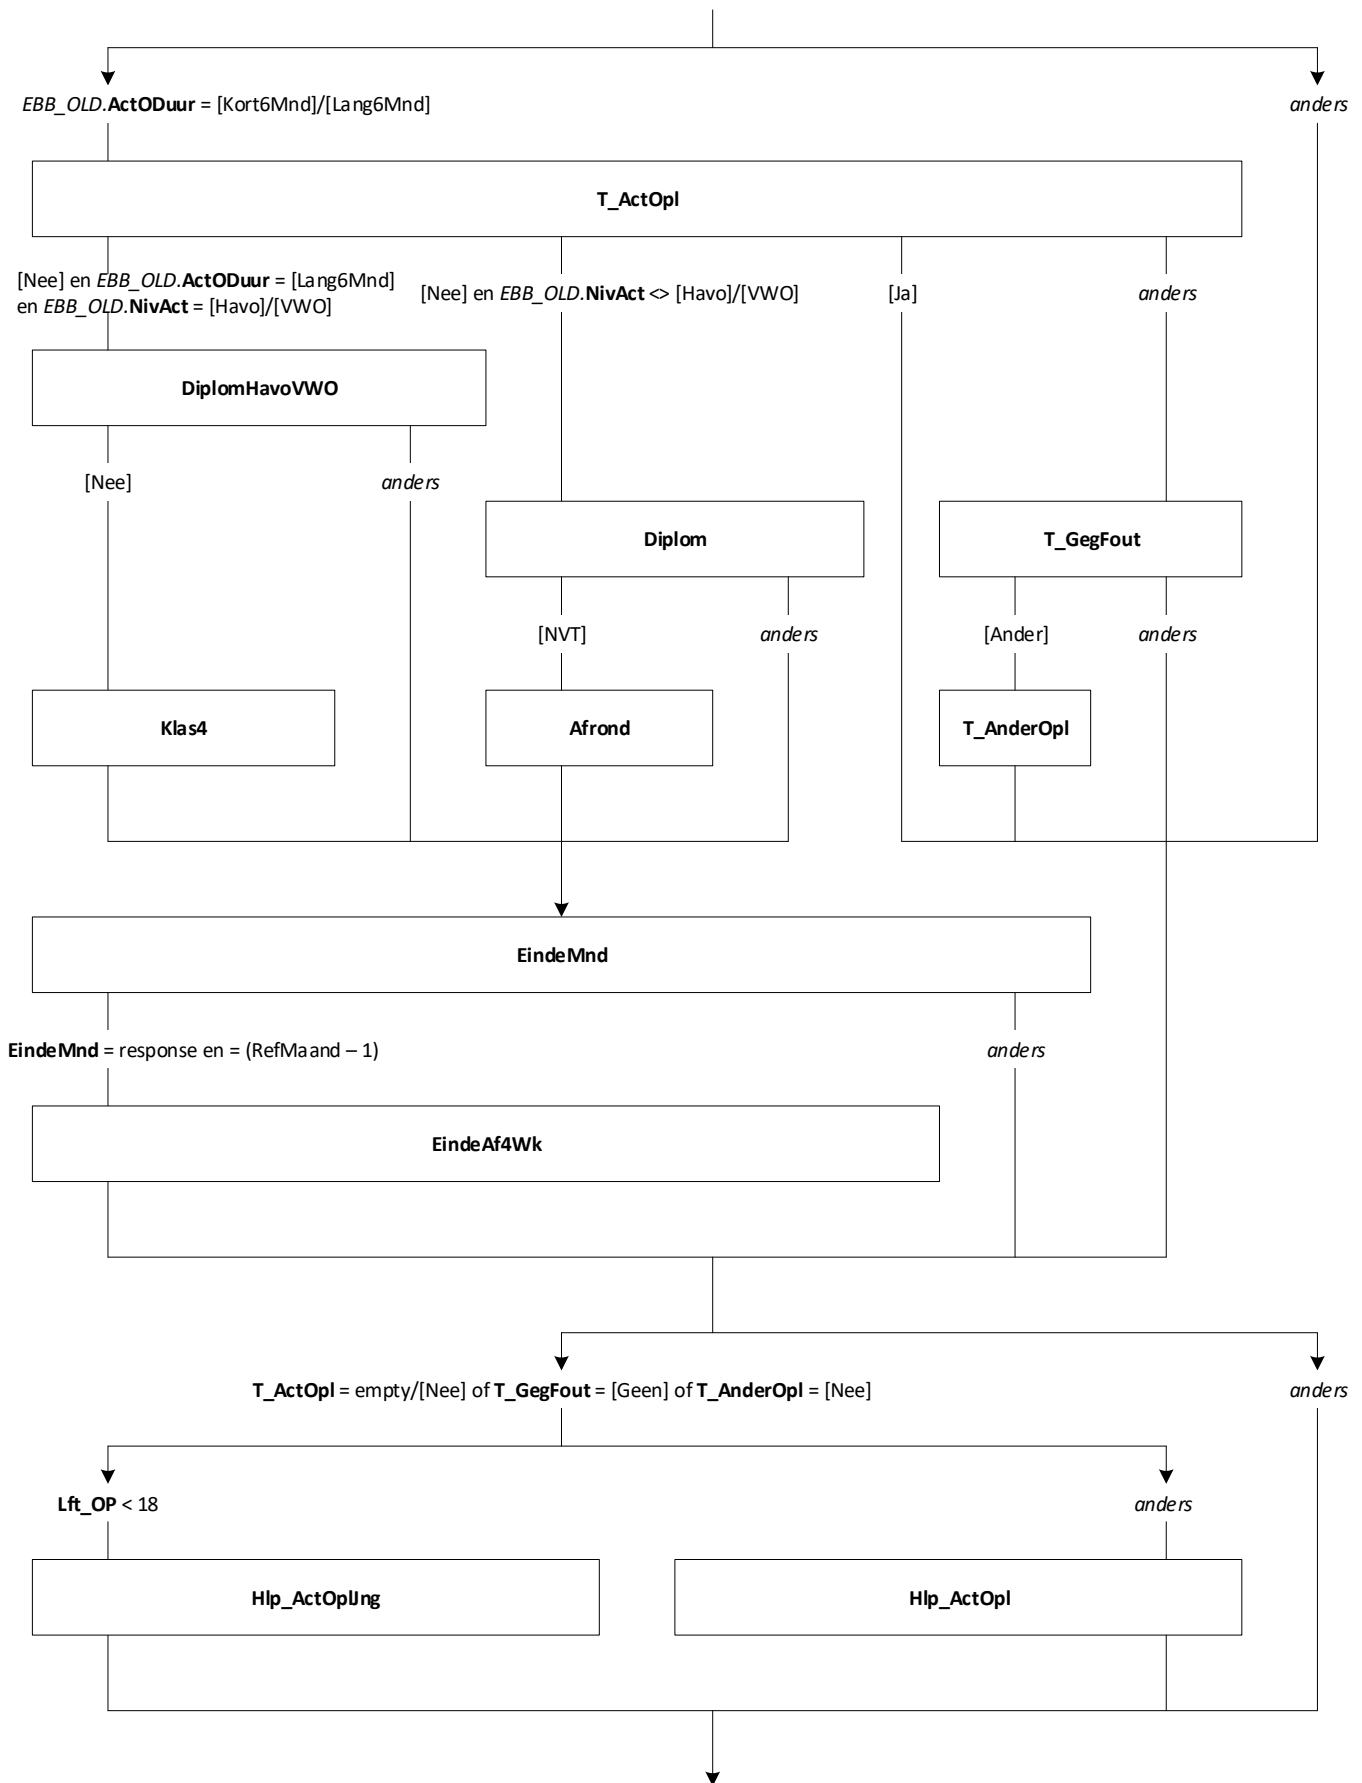 EBB_OLD.ActODuur = [Kort6Mnd]/[Lang6Mnd]
anders
T_ActOpl
[Nee] en EBB_OLD.ActODuur = [Lang6Mnd]
en EBB_OLD.NivAct = [Havo]/[VWO]
[Nee] en EBB_OLD.NivAct <> [Havo]/[VWO]
[Ja]
anders
DiplomHavoVWO
[Nee]
anders
Diplom
T_GegFout
[NVT]
anders
[Ander]
anders
Klas4
Afrond
T_AnderOpl
EindeMnd
EindeMnd = response en = (RefMaand – 1)
anders
EindeAf4Wk
T_ActOpl = empty/[Nee] of T_GegFout = [Geen] of T_AnderOpl = [Nee]
anders
Lft_OP < 18
anders
Hlp_ActOplJng
Hlp_ActOpl